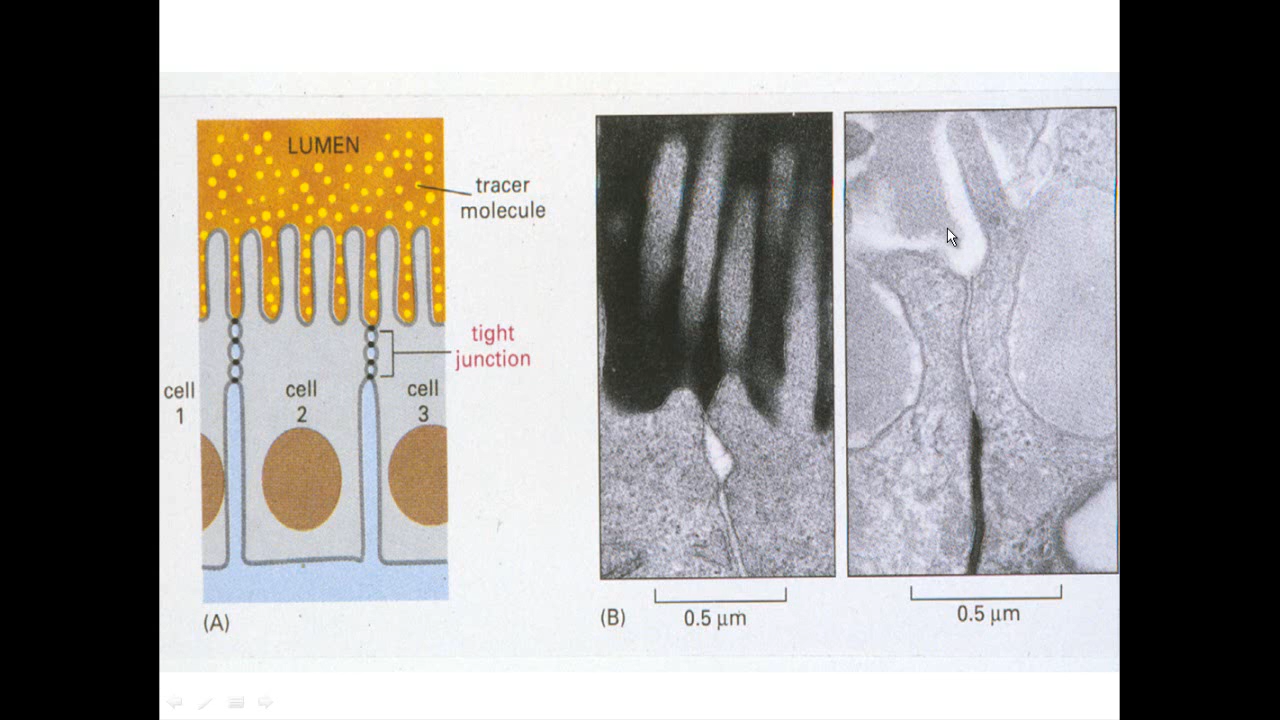 LUMEN
tracer
molecule
tight
junction
cell
1
cell
2
cell
3
(A)
(B)
0.5 µm
0.5 µm